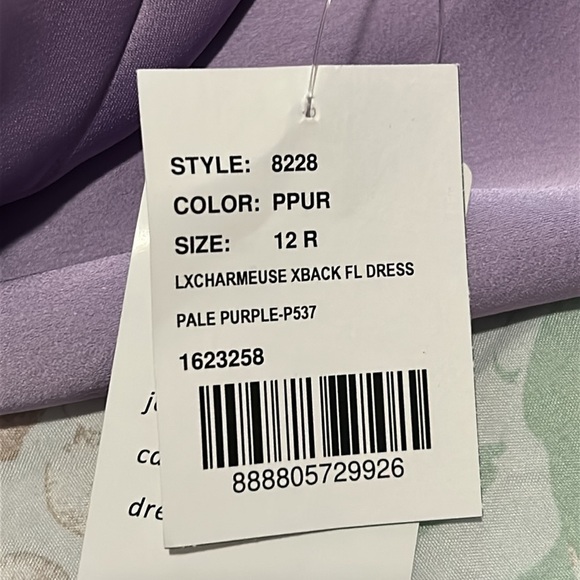 STYLE: 8228
COLOR: PPUR
SIZE: 12 R
LXCHARMEUSE XBACK FL DRESS
PALE PURPLE-P537
1623258
888805729926